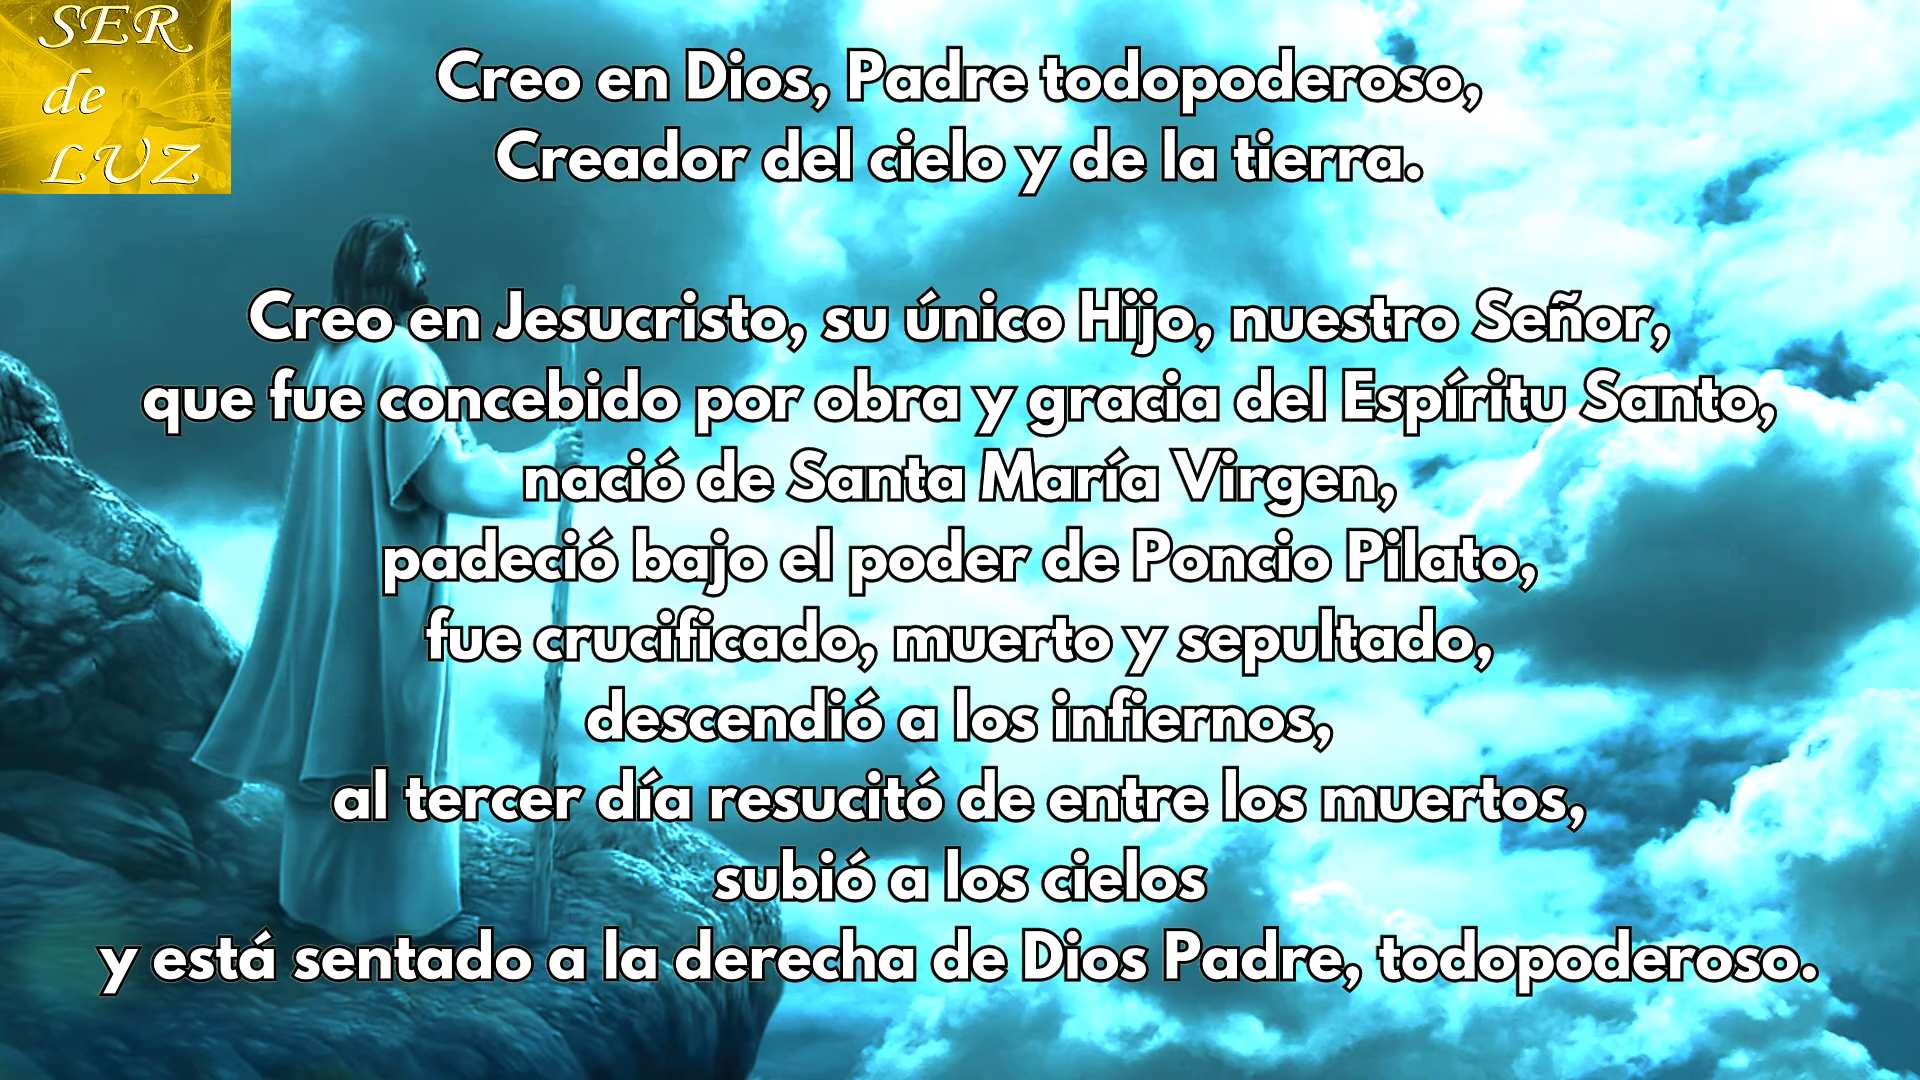 SER
de
LUZ
Creo en Dios, Padre todopoderoso,
Creador del cielo y de la tierra.
Creo en Jesucristo, su único Hijo, nuestro Señor,
que fue concebido por obra y gracia del Espíritu Santo,
nació de Santa María Virgen,
padeció bajo el poder de Poncio Pilato,
fue crucificado, muerto y sepultado,
descendió a los infiernos,
al tercer día resucitó de entre los muertos,
subió a los cielos
y está sentado a la derecha de Dios Padre, todopoderoso.